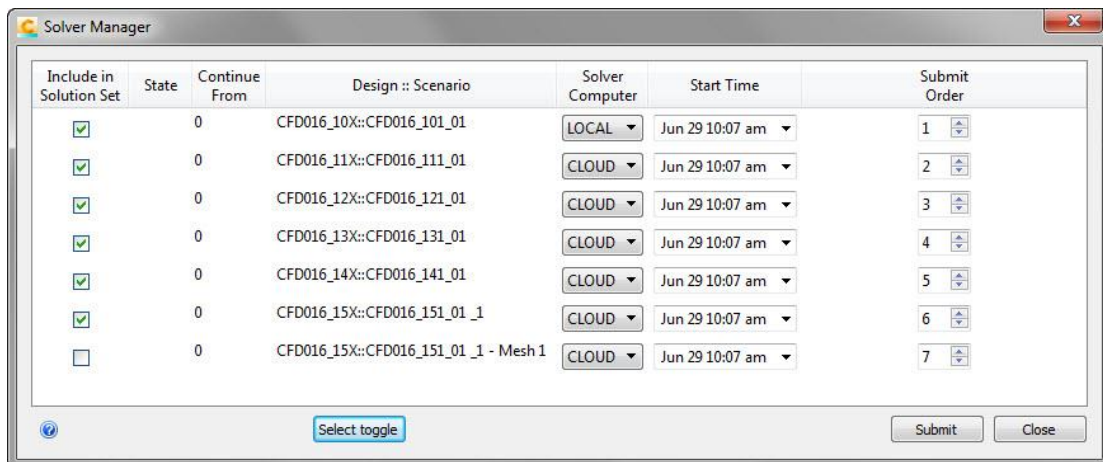 Solver Manager
Include in Solution Set State Continue From Design :: Scenario Solver Computer Start Time Submit Order
0 CFD016_10X::CFD016_101_01 LOCAL Jun 29 10:07 am 1
0 CFD016_11X::CFD016_111_01 CLOUD Jun 29 10:07 am 2
0 CFD016_12X::CFD016_121_01 CLOUD Jun 29 10:07 am 3
0 CFD016_13X::CFD016_131_01 CLOUD Jun 29 10:07 am 4
0 CFD016_14X::CFD016_141_01 CLOUD Jun 29 10:07 am 5
0 CFD016_15X::CFD016_151_01 _1 CLOUD Jun 29 10:07 am 6
0 CFD016_15X::CFD016_151_01 _1 - Mesh 1 CLOUD Jun 29 10:07 am 7
Select toggle Submit Close